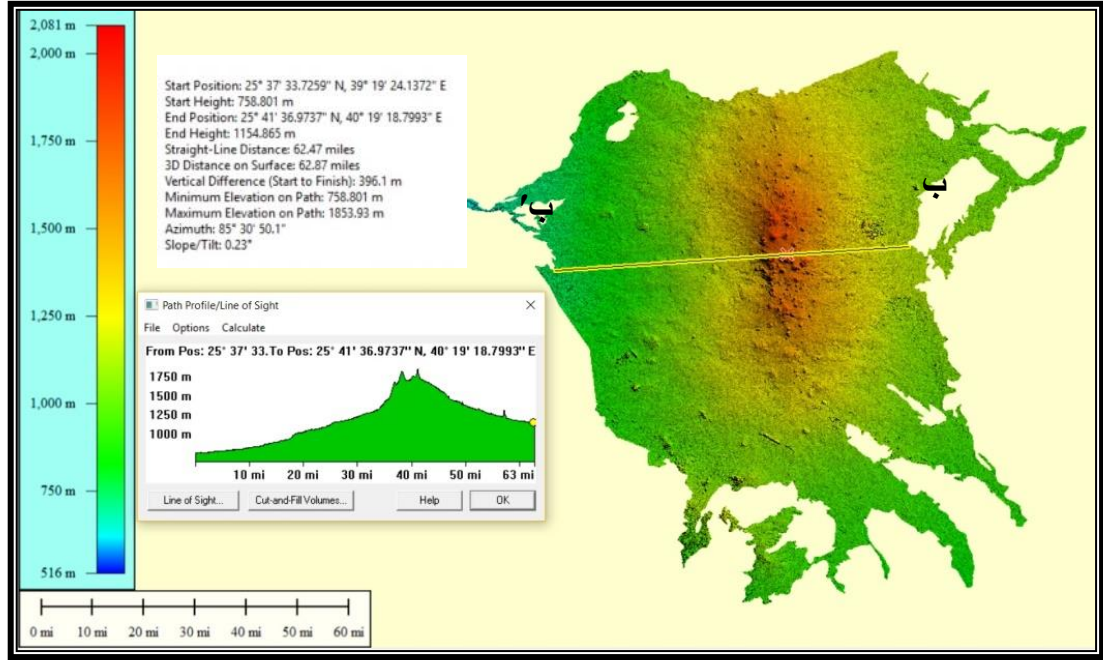 2,081 m
2,000 m
1,750 m
1,500 m
1,250 m
1,000 m
750 m
516 m
Start Position: 25° 37' 33.7259" N, 39° 19' 24.1372" E
Start Height: 758.801 m
End Position: 25° 41' 36.9737" N, 40° 19' 18.7993" E
End Height: 1154.865 m
Straight-Line Distance: 62.47 miles
3D Distance on Surface: 62.87 miles
Vertical Difference (Start to Finish): 396.1 m
Minimum Elevation on Path: 758.801 m
Maximum Elevation on Path: 1853.93 m
Azimuth: 85° 30' 50.1"
Slope/Tilt: 0.23°
ب
ب'
Path Profile/Line of Sight
File Options Calculate
From Pos: 25° 37' 33.To Pos: 25° 41' 36.9737" N, 40° 19' 18.7993" E
1750 m
1500 m
1250 m
1000 m
10 mi 20 mi 30 mi 40 mi 50 mi 63 mi
Line of Sight... Cut-and-Fill Volumes... Help OK
0 mi 10 mi 20 mi 30 mi 40 mi 50 mi 60 mi